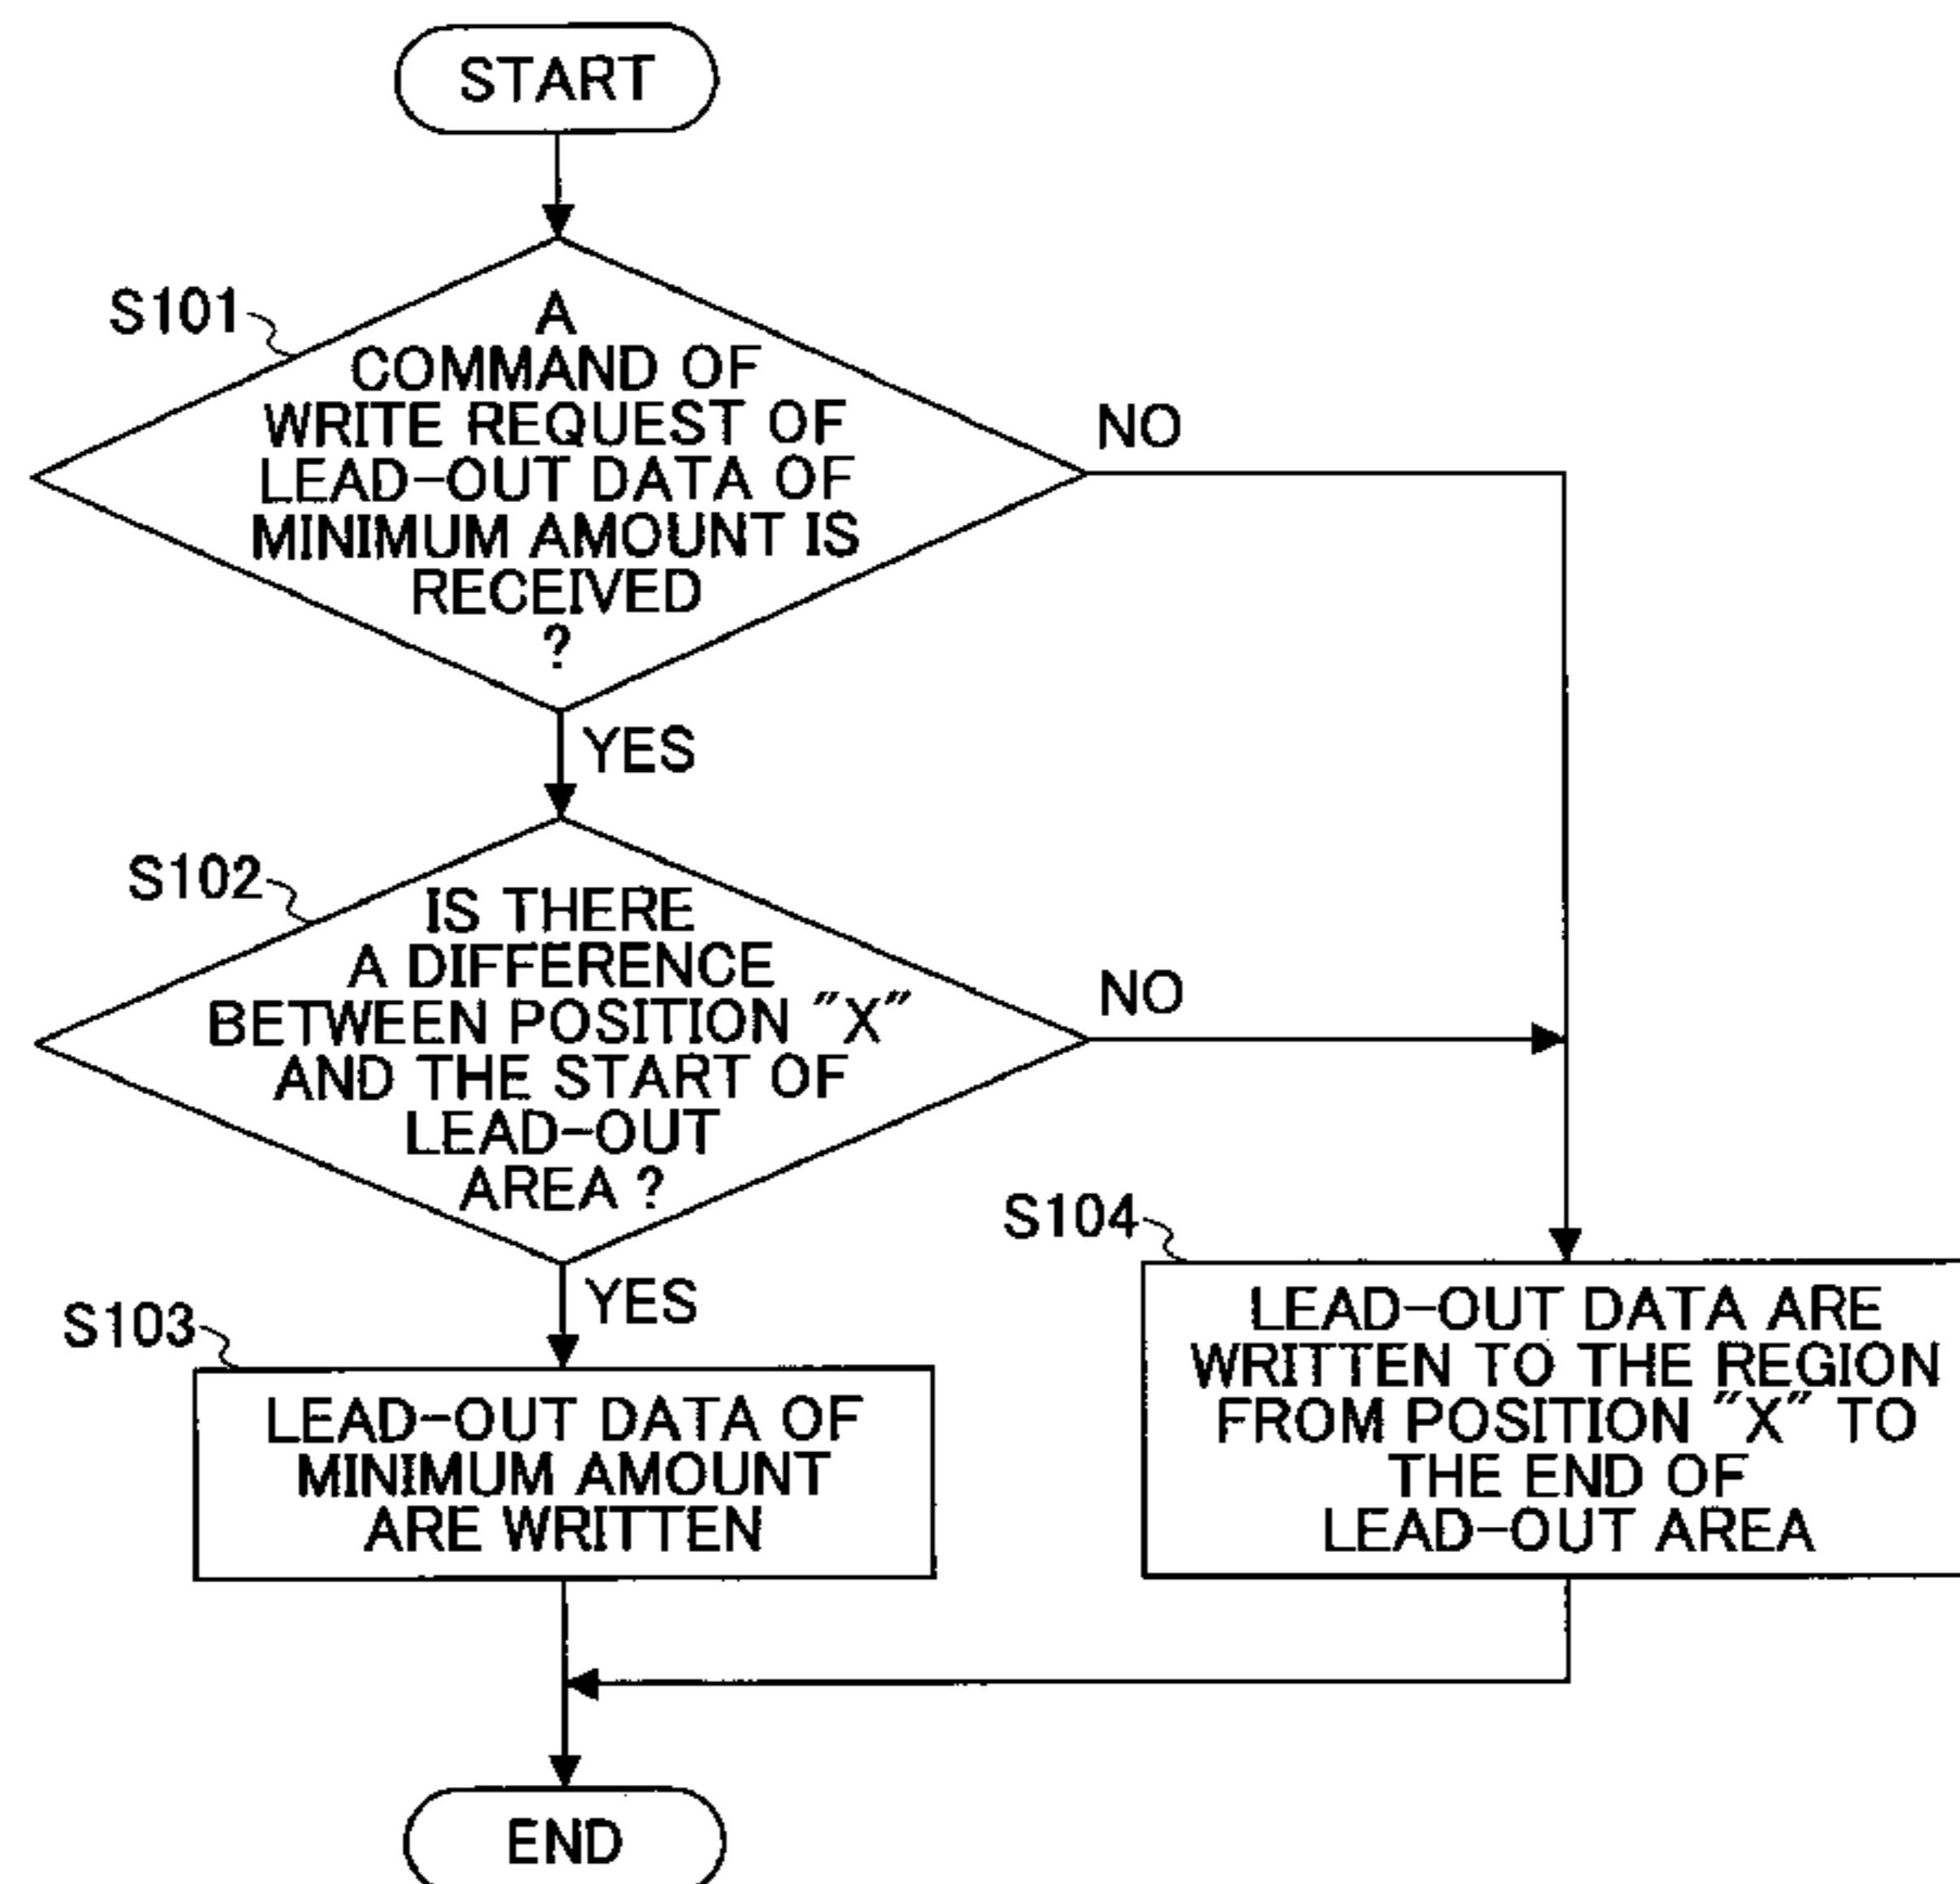 START
S101
A
COMMAND OF
WRITE REQUEST OF
LEAD-OUT DATA OF
MINIMUM AMOUNT IS
RECEIVED
?
NO
YES
S102
IS THERE
A DIFFERENCE
BETWEEN POSITION "X"
AND THE START OF
LEAD-OUT
AREA ?
NO
YES
S103
LEAD-OUT DATA OF
MINIMUM AMOUNT
ARE WRITTEN
S104
LEAD-OUT DATA ARE
WRITTEN TO THE REGION
FROM POSITION "X" TO
THE END OF
LEAD-OUT AREA
END